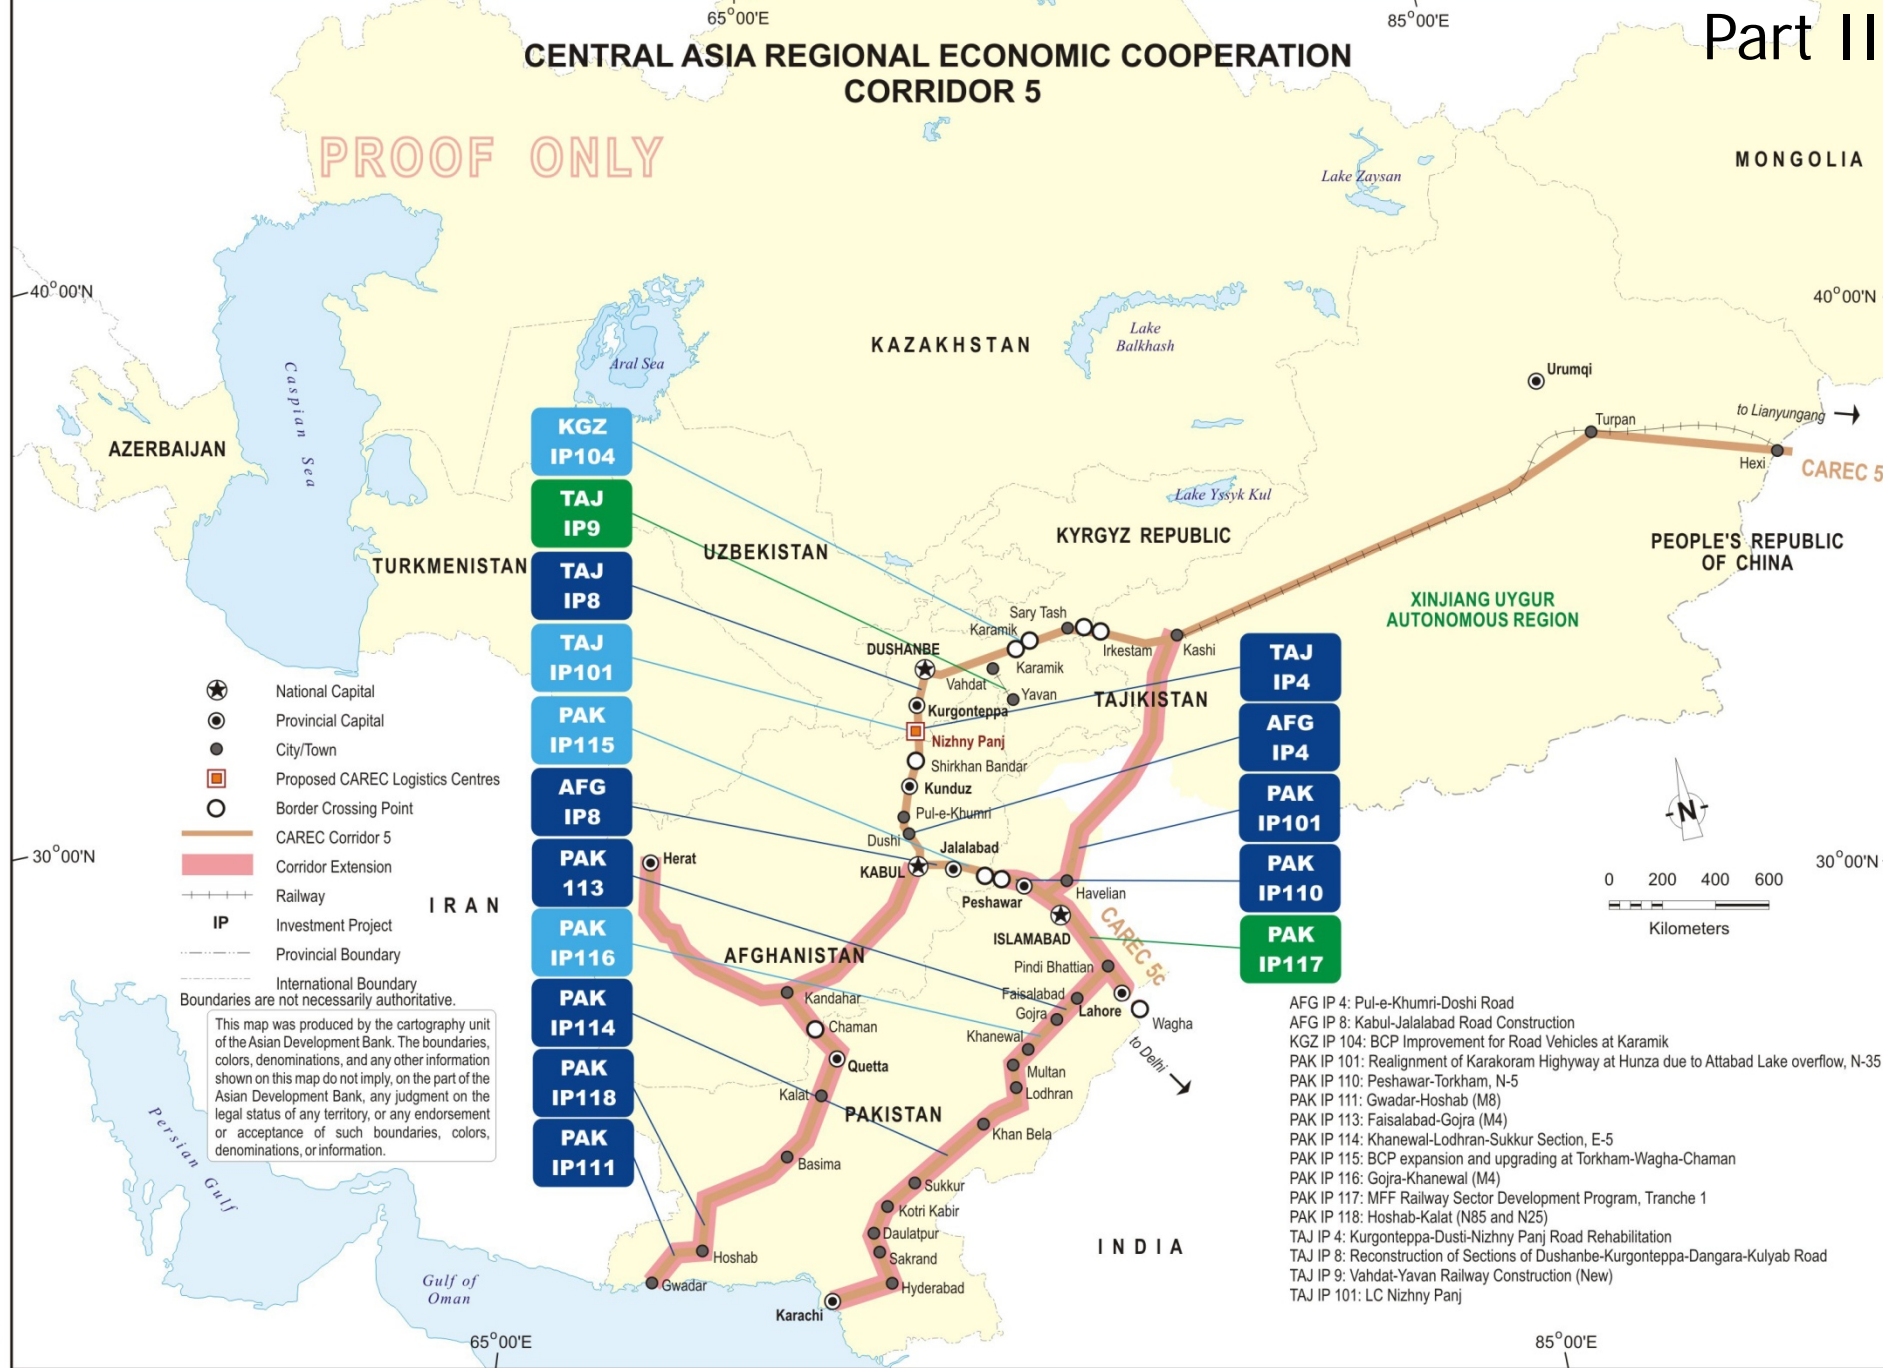 65°00'E
85°00'E
Part II
CENTRAL ASIA REGIONAL ECONOMIC COOPERATION
CORRIDOR 5
PROOF ONLY
MONGOLIA
Lake Zaysan
40°00'N
40°00'N
KAZAKHSTAN
Lake
Balkhash
Aral Sea
Caspian Sea
Urumqi
Turpan
to Lianyungang
Hexi
CAREC 5
AZERBAIJAN
KGZ
IP104
TAJ
IP9
TAJ
IP8
TAJ
IP101
PAK
IP115
AFG
IP8
PAK
113
PAK
IP116
PAK
IP114
PAK
IP118
PAK
IP111
Lake Yssyk Kul
KYRGYZ REPUBLIC
UZBEKISTAN
TURKMENISTAN
PEOPLE'S REPUBLIC
OF CHINA
XINJIANG UYGUR
AUTONOMOUS REGION
Sary Tash
Karamik
DUSHANBE
Irkestam
Kashi
Karamik
Vahdat
Yavan
TAJIKISTAN
Kurgonteppa
Nizhny Panj
Shirkhan Bandar
Kunduz
Pul-e-Khumri
Dushi
Jalalabad
KABUL
Peshawar
Havelian
ISLAMABAD
CAREC 5c
Herat
AFGHANISTAN
Pindi Bhattian
Kandahar
Faisalabad
Gojra
Lahore
Wagha
Chaman
Khanewal
to Delhi
Quetta
Multan
Kalat
Lodhran
PAKISTAN
Khan Bela
Basima
Sukkur
Kotri Kabir
Daulatpur
Sakrand
Hoshab
Gwadar
Hyderabad
Karachi
INDIA
IRAN
Persian Gulf
Gulf of
Oman
TAJ
IP4
AFG
IP4
PAK
IP101
PAK
IP110
PAK
IP117
National Capital
Provincial Capital
City/Town
Proposed CAREC Logistics Centres
Border Crossing Point
CAREC Corridor 5
Corridor Extension
Railway
IP Investment Project
Provincial Boundary
International Boundary
Boundaries are not necessarily authoritative.
This map was produced by the cartography unit
of the Asian Development Bank. The boundaries,
colors, denominations, and any other information
shown on this map do not imply, on the part of the
Asian Development Bank, any judgment on the
legal status of any territory, or any endorsement
or acceptance of such boundaries, colors,
denominations, or information.
30°00'N
30°00'N
N
0 200 400 600
Kilometers
AFG IP 4: Pul-e-Khumri-Doshi Road
AFG IP 8: Kabul-Jalalabad Road Construction
KGZ IP 104: BCP Improvement for Road Vehicles at Karamik
PAK IP 101: Realignment of Karakoram Highyway at Hunza due to Attabad Lake overflow, N-35
PAK IP 110: Peshawar-Torkham, N-5
PAK IP 111: Gwadar-Hoshab (M8)
PAK IP 113: Faisalabad-Gojra (M4)
PAK IP 114: Khanewal-Lodhran-Sukkur Section, E-5
PAK IP 115: BCP expansion and upgrading at Torkham-Wagha-Chaman
PAK IP 116: Gojra-Khanewal (M4)
PAK IP 117: MFF Railway Sector Development Program, Tranche 1
PAK IP 118: Hoshab-Kalat (N85 and N25)
TAJ IP 4: Kurgonteppa-Dusti-Nizhny Panj Road Rehabilitation
TAJ IP 8: Reconstruction of Sections of Dushanbe-Kurgonteppa-Dangara-Kulyab Road
TAJ IP 9: Vahdat-Yavan Railway Construction (New)
TAJ IP 101: LC Nizhny Panj
65°00'E
85°00'E